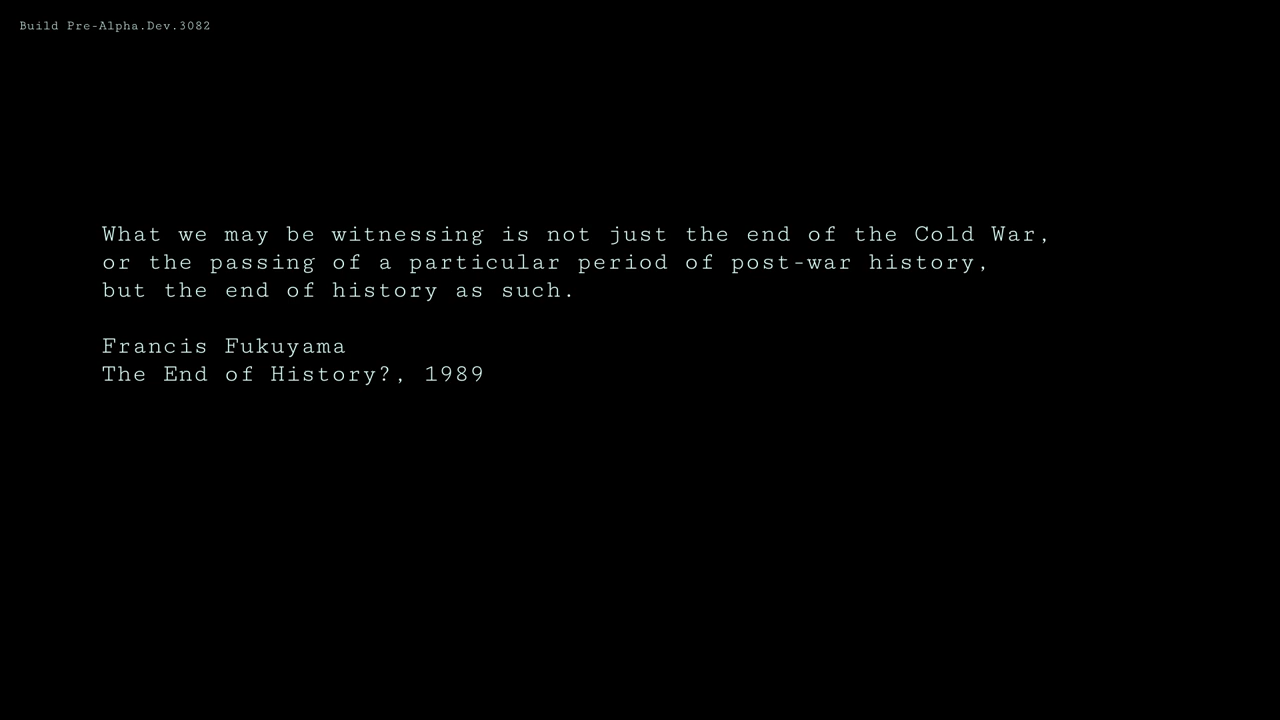 Build Pre-Alpha.Dev.3082
What we may be witnessing is not just the end of the Cold War,
or the passing of a particular period of post-war history,
but the end of history as such.
Francis Fukuyama
The End of History?, 1989